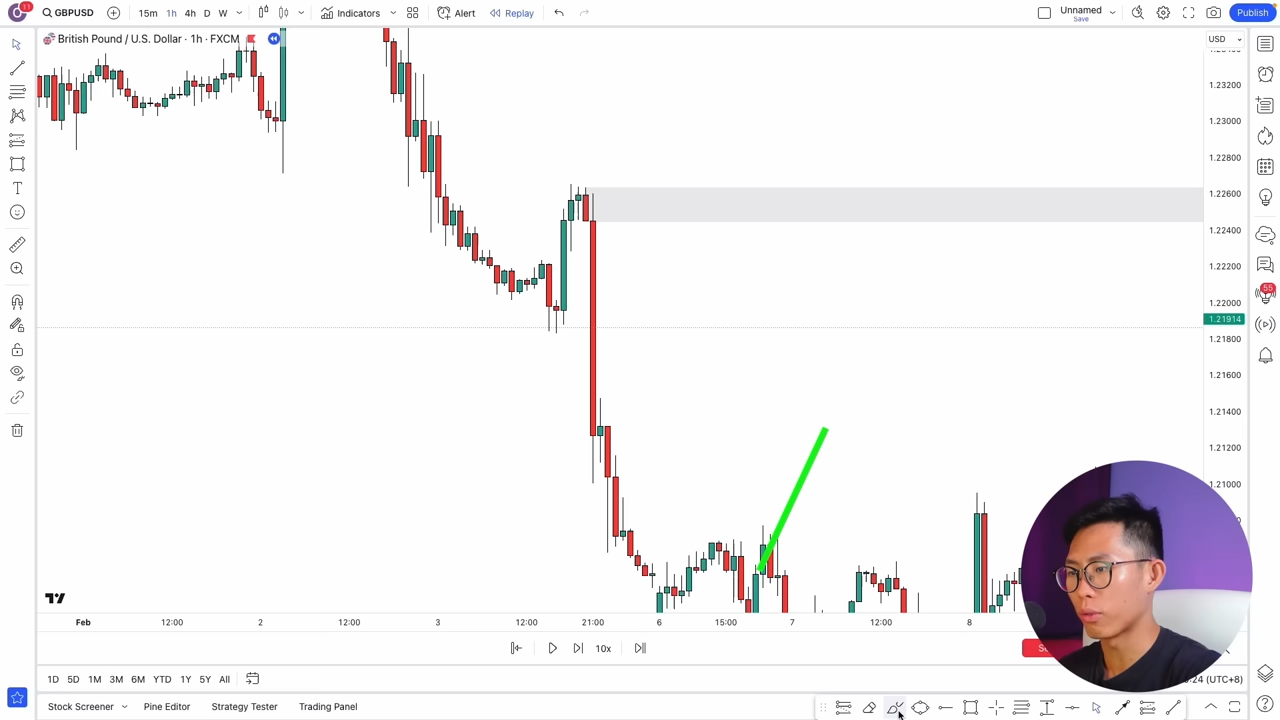 11
GBPUSD
15m 1h 4h D W
Indicators
Alert
Replay
Unnamed
Save
Publish
British Pound / U.S. Dollar · 1h · FXCM
USD
1.23200
1.23000
1.22800
1.22600
1.22400
1.22200
1.22000
1.21914
1.21800
1.21600
1.21400
1.21200
1.21000
55
Feb 12:00 2 12:00 3 12:00 21:00 6 15:00 7 12:00 8
10x
1D 5D 1M 3M 6M YTD 1Y 5Y All
(UTC+8)
Stock Screener
Pine Editor
Strategy Tester
Trading Panel